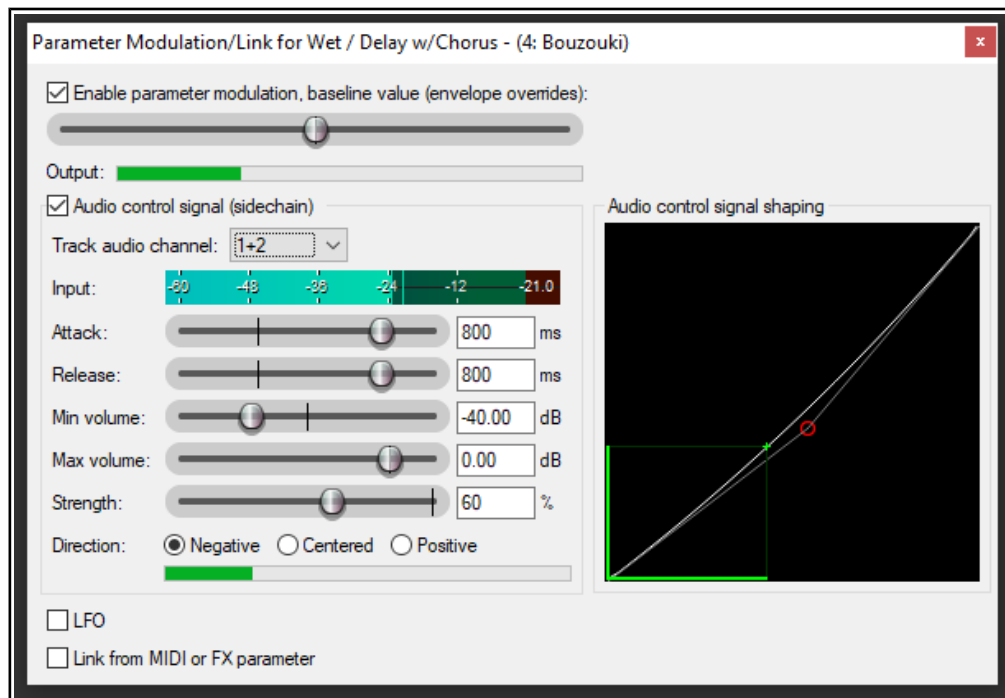 Parameter Modulation/Link for Wet / Delay w/Chorus - (4: Bouzouki)
x
Enable parameter modulation, baseline value (envelope overrides):
Output:
Audio control signal (sidechain)
Track audio channel: 1+2
Input: -60 -48 -36 -24 -12 -21.0
Attack: 800 ms
Release: 800 ms
Min volume: -40.00 dB
Max volume: 0.00 dB
Strength: 60 %
Direction: Negative Centered Positive
Audio control signal shaping
LFO
Link from MIDI or FX parameter